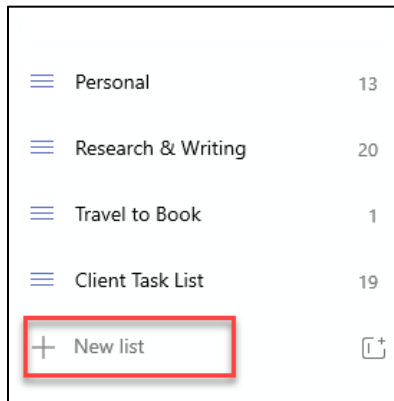 Personal 13
Research & Writing 20
Travel to Book 1
Client Task List 19
New list